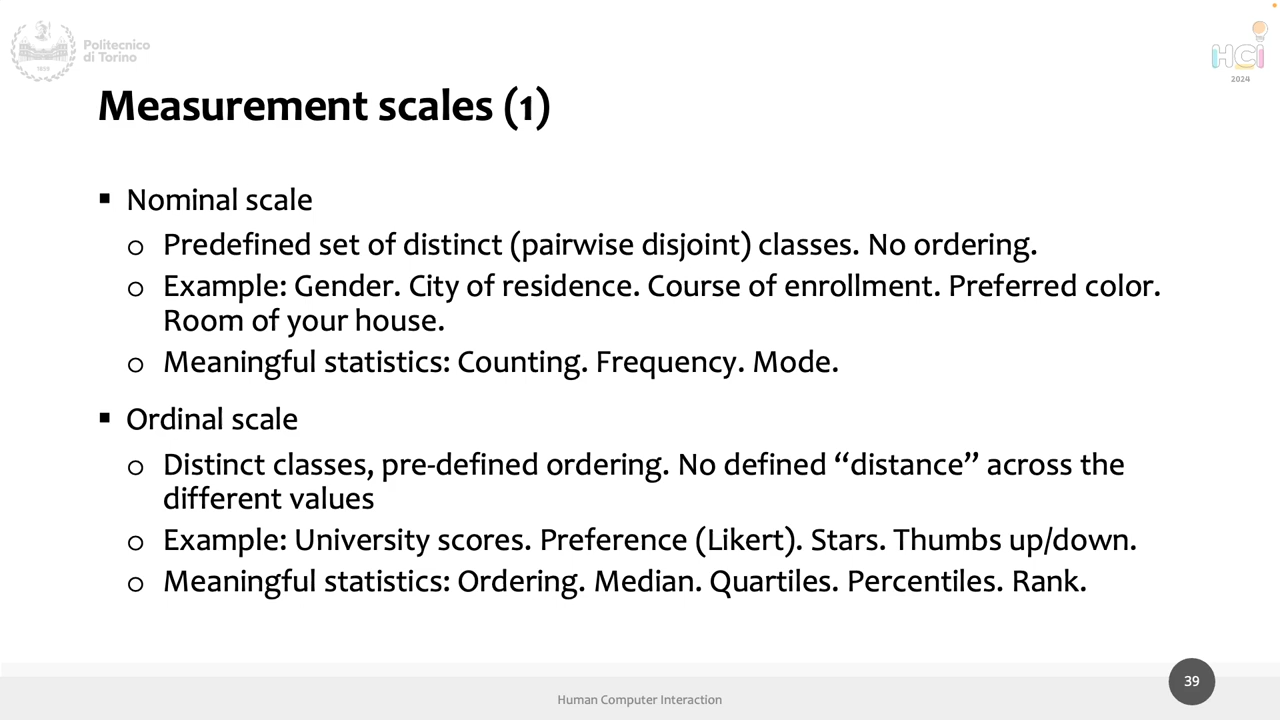 Politecnico
di Torino
1859
HCI
2024
Measurement scales (1)
▪ Nominal scale
o Predefined set of distinct (pairwise disjoint) classes. No ordering.
o Example: Gender. City of residence. Course of enrollment. Preferred color.
Room of your house.
o Meaningful statistics: Counting. Frequency. Mode.
▪ Ordinal scale
o Distinct classes, pre-defined ordering. No defined “distance” across the
different values
o Example: University scores. Preference (Likert). Stars. Thumbs up/down.
o Meaningful statistics: Ordering. Median. Quartiles. Percentiles. Rank.
Human Computer Interaction
39